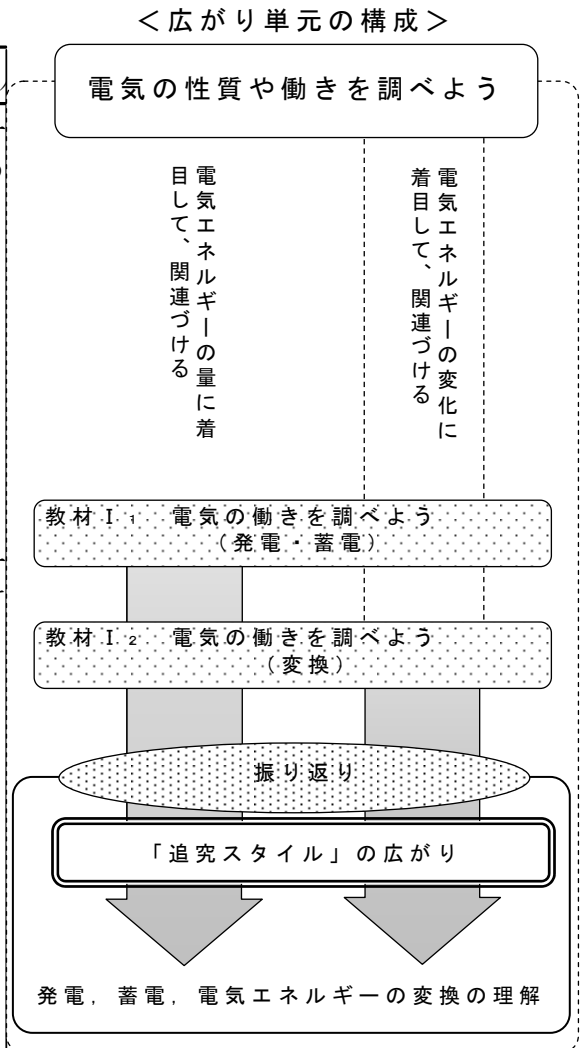 <広がり単元の構成>
電気の性質や働きを調べよう
電気エネルギーの量に着
目して、関連づける
電気エネルギーの変化に
着目して、関連づける
教材Ⅰ₁ 電気の働きを調べよう
(発電・蓄電)
教材Ⅰ₂ 電気の働きを調べよう
(変換)
振り返り
「追究スタイル」の広がり
発電,蓄電,電気エネルギーの変換の理解